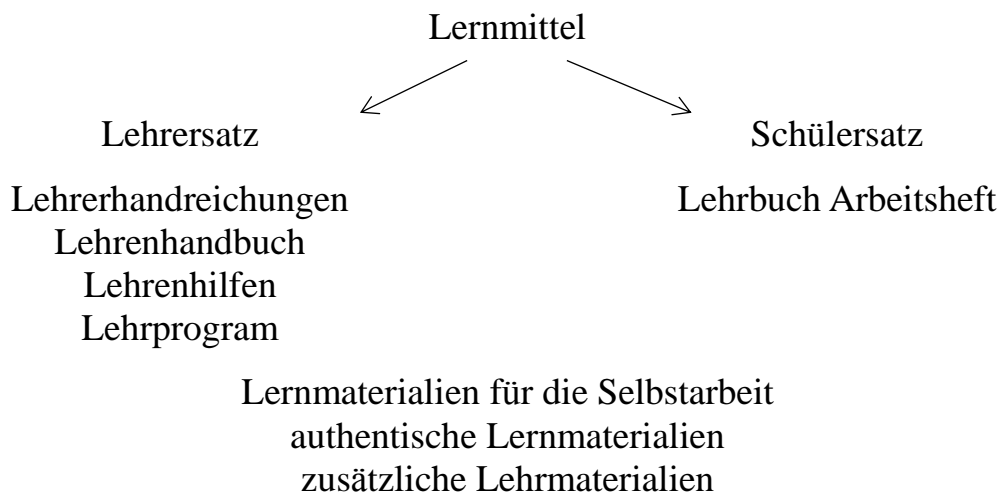 Lernmittel
Lehrersatz
Schülersatz
Lehrerhandreichungen
Lehrenhandbuch
Lehrenhilfen
Lehrprogram
Lehrbuch Arbeitsheft
Lernmaterialien für die Selbstarbeit
authentische Lernmaterialien
zusätzliche Lehrmaterialien